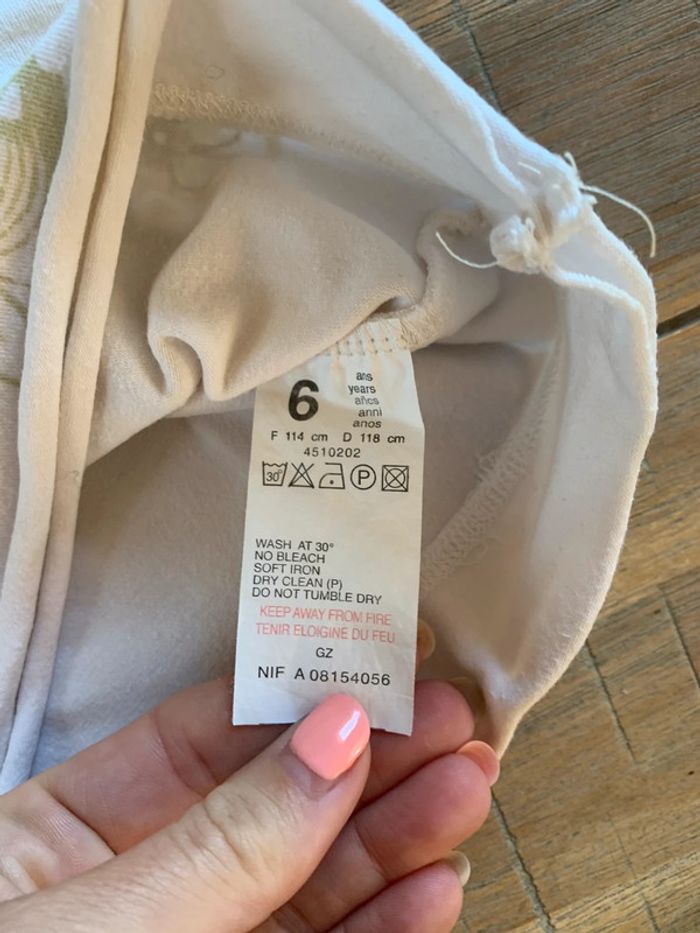 6
ans
years
años
anni
anos
F 114 cm D 118 cm
4510202
30° P
WASH AT 30°
NO BLEACH
SOFT IRON
DRY CLEAN (P)
DO NOT TUMBLE DRY
KEEP AWAY FROM FIRE
TENIR ELOIGINE DU FEU
GZ
NIF A 08154056